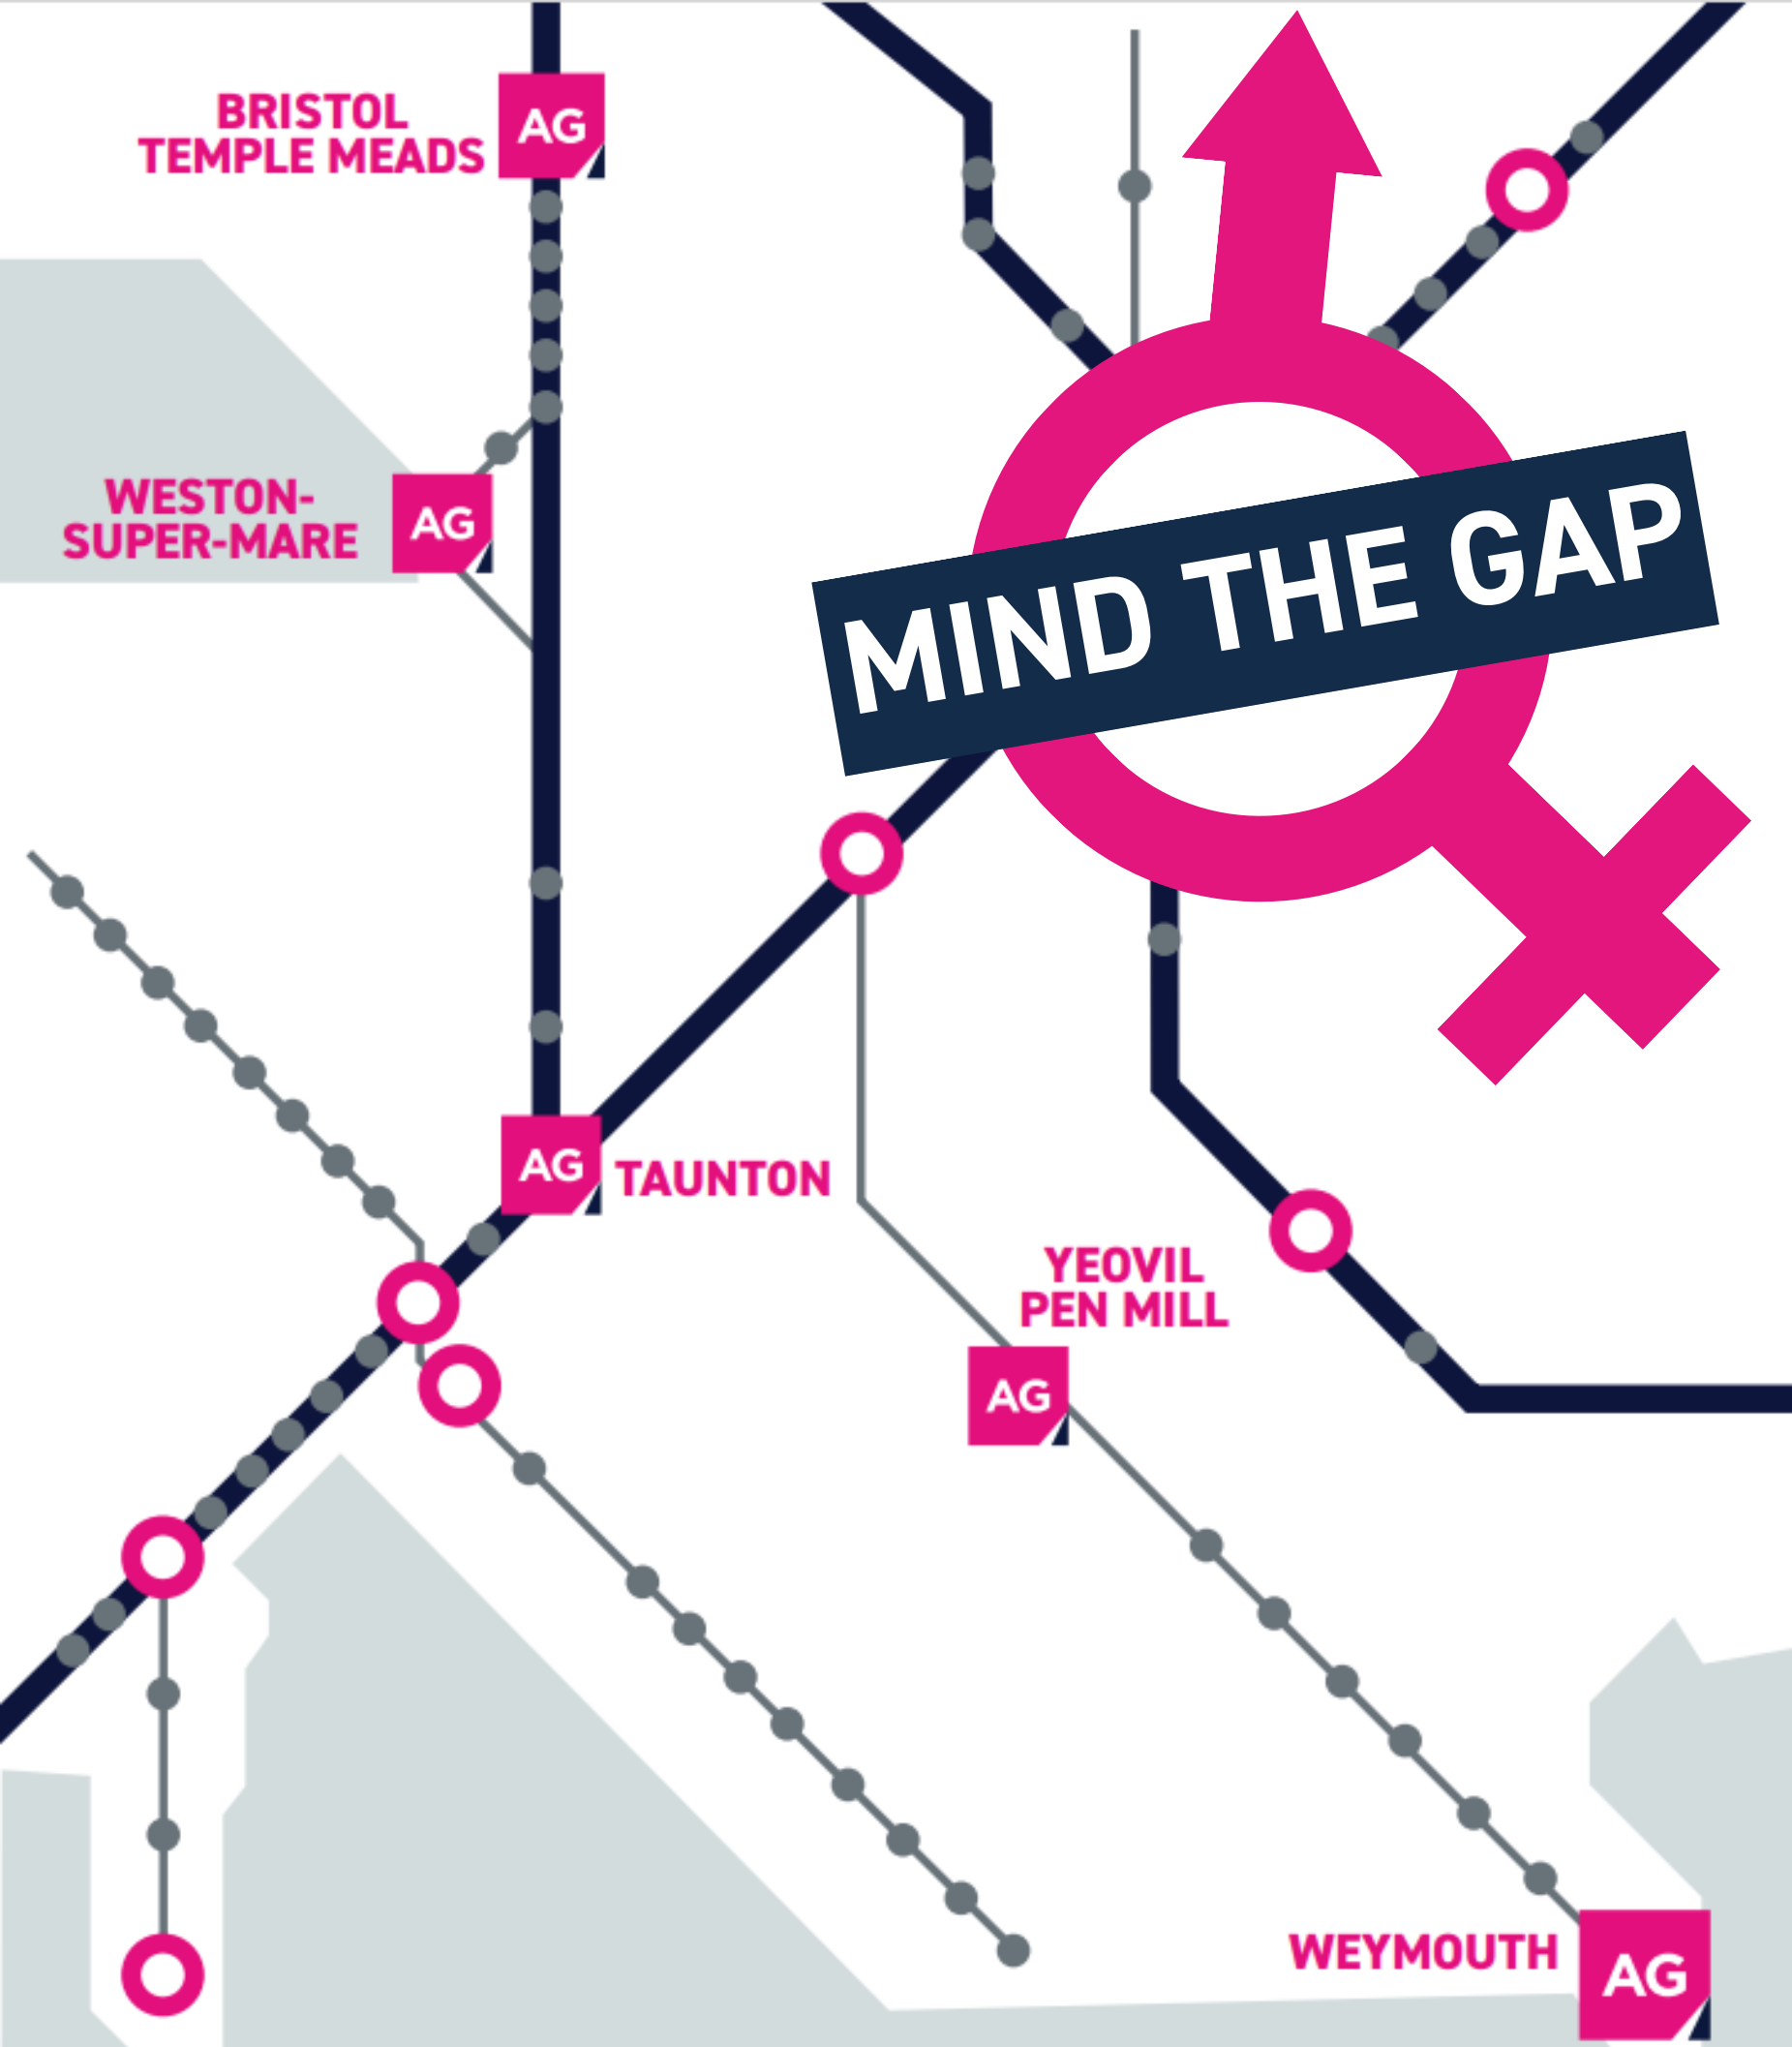 BRISTOL
TEMPLE MEADS
AG
WESTON-
SUPER-MARE
AG
MIND THE GAP
AG
TAUNTON
YEOVIL
PEN MILL
AG
WEYMOUTH
AG